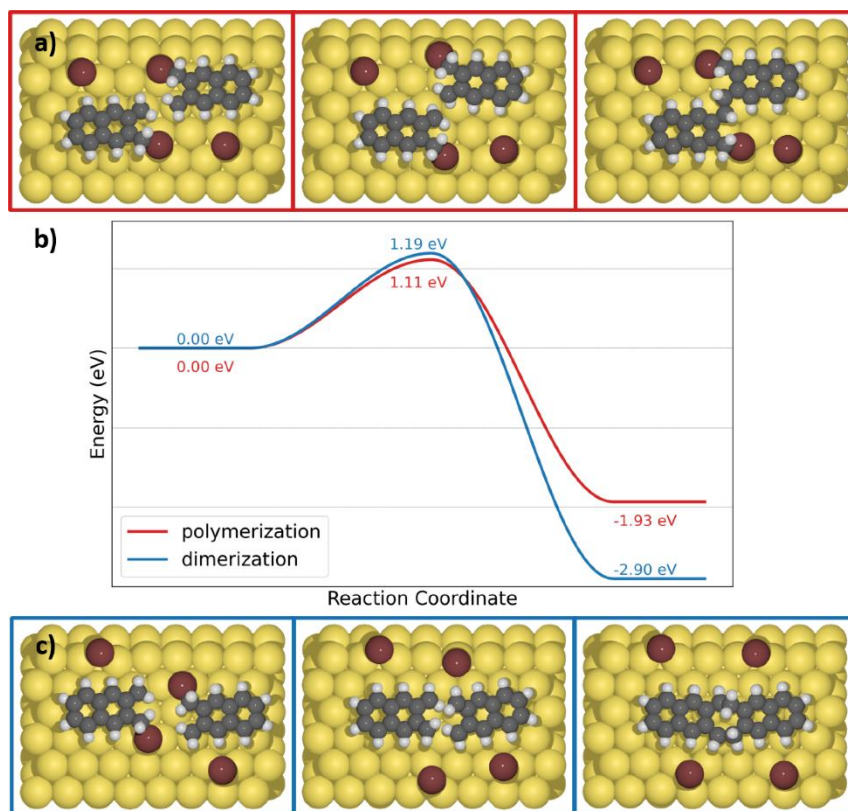 a)
b)
1.19 eV
1.11 eV
0.00 eV
0.00 eV
Energy (eV)
-1.93 eV
-2.90 eV
polymerization
dimerization
Reaction Coordinate
c)